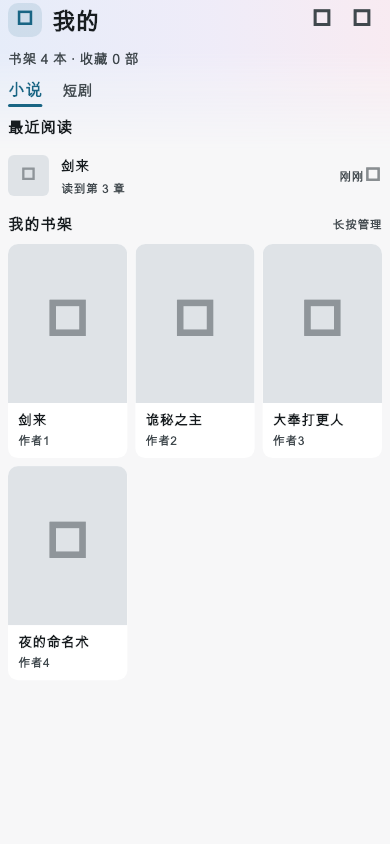 我的
书架 4 本 · 收藏 0 部
小说 短剧
最近阅读
剑来
读到第 3 章
刚刚
我的书架 长按管理
剑来
作者1
诡秘之主
作者2
大奉打更人
作者3
夜的命名术
作者4